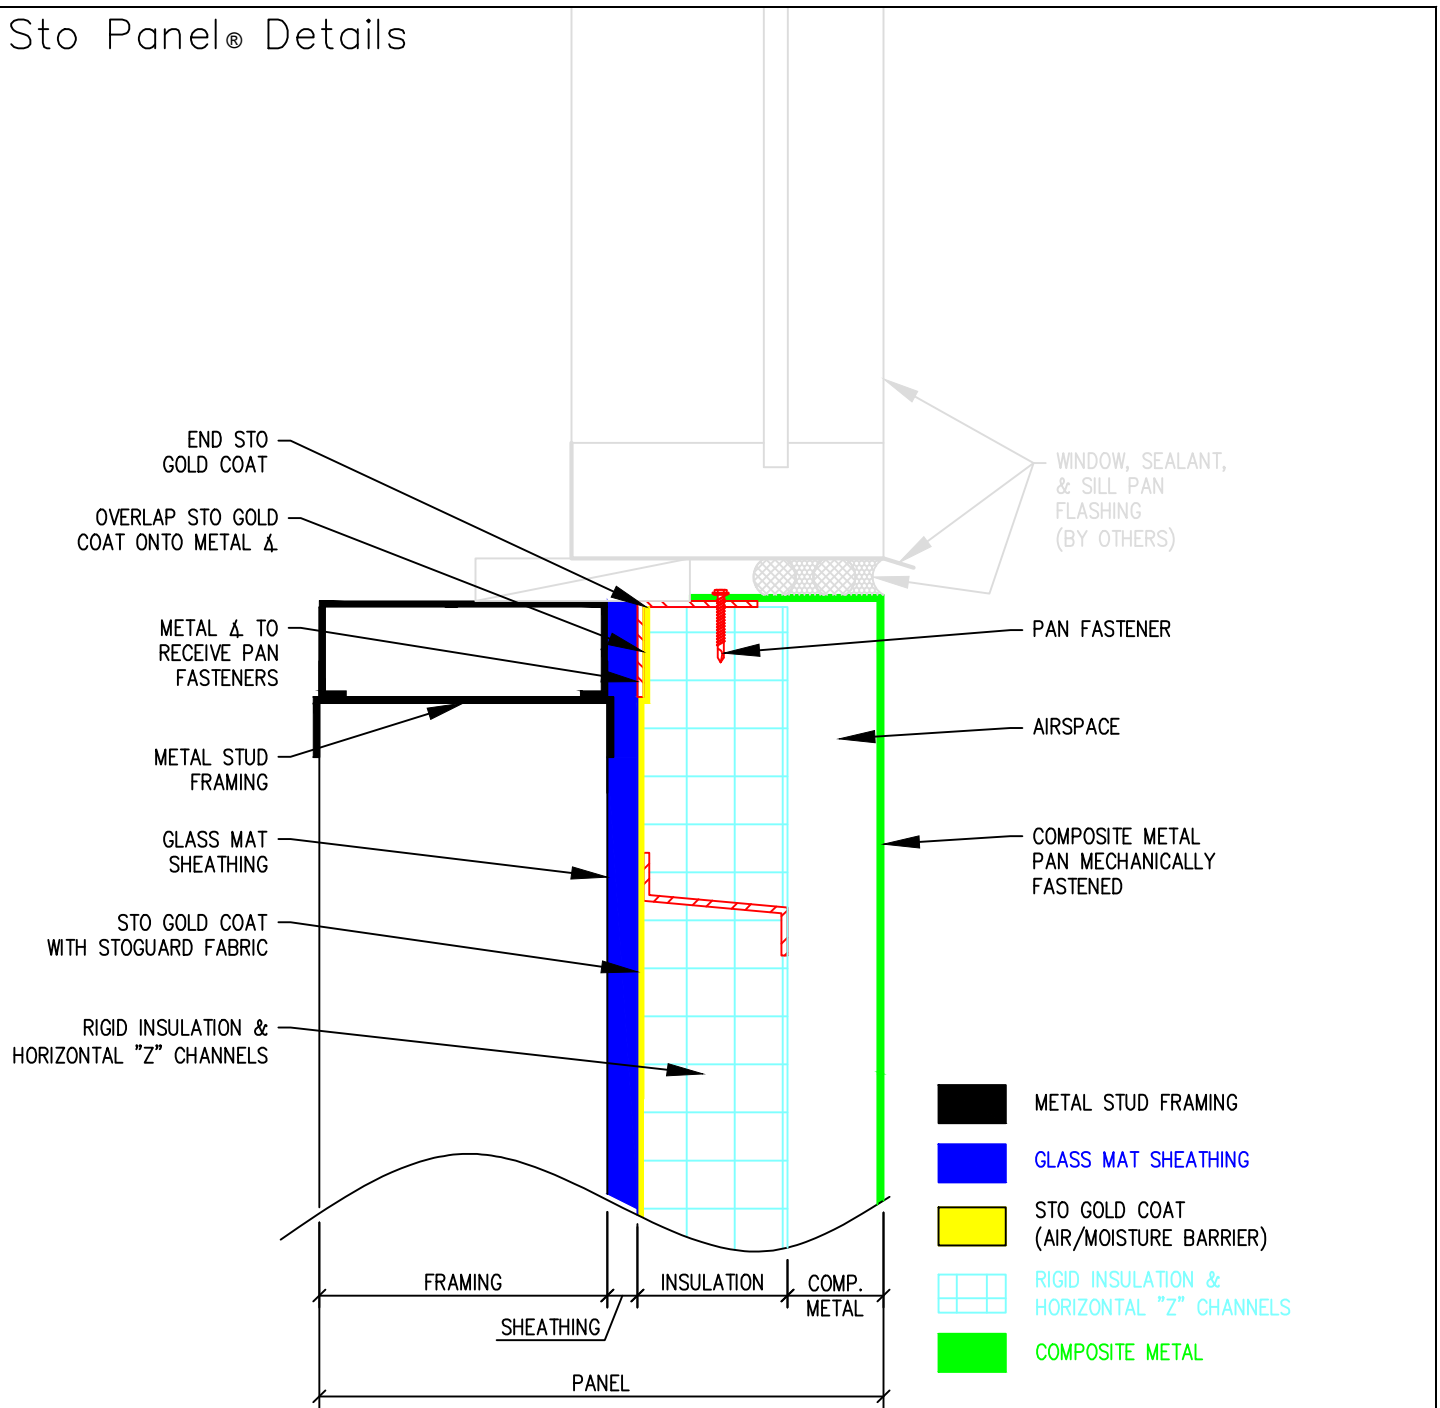 Sto Panel® Details
END STO
GOLD COAT
OVERLAP STO GOLD
COAT ONTO METAL ∡
METAL ∡ TO
RECEIVE PAN
FASTENERS
METAL STUD
FRAMING
GLASS MAT
SHEATHING
STO GOLD COAT
WITH STOGUARD FABRIC
RIGID INSULATION &
HORIZONTAL "Z" CHANNELS
WINDOW, SEALANT,
& SILL PAN
FLASHING
(BY OTHERS)
PAN FASTENER
AIRSPACE
COMPOSITE METAL
PAN MECHANICALLY
FASTENED
METAL STUD FRAMING
GLASS MAT SHEATHING
STO GOLD COAT
(AIR/MOISTURE BARRIER)
RIGID INSULATION &
HORIZONTAL "Z" CHANNELS
COMPOSITE METAL
FRAMING
SHEATHING
INSULATION
COMP.
METAL
PANEL